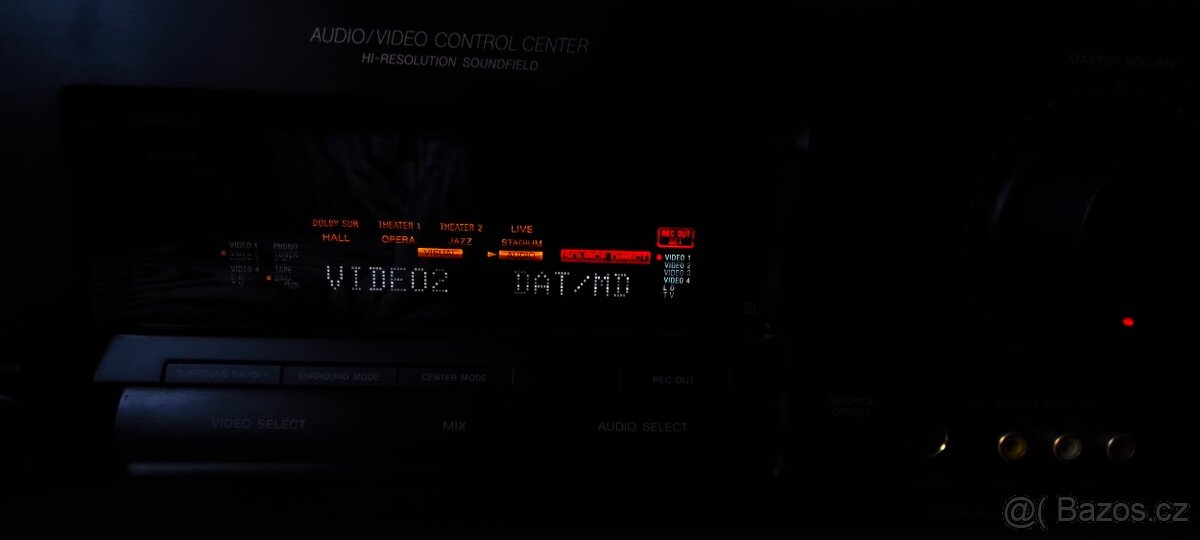 AUDIO/VIDEO CONTROL CENTER
HI-RESOLUTION SOUNDFIELD
MASTER VOLUME
DOLBY SUR THEATER 1 THEATER 2 LIVE
HALL OPERA JAZZ STADIUM
REC OUT
VISUAL AUDIO SOURCE DIRECT
VIDEO 1 PHONO
TUNER
VIDEO 4 TAPE
VIDEO2 DAT/MD
VIDEO 1
VIDEO 2
VIDEO 3
VIDEO 4
LD
TV
SURROUND ON/OFF SURROUND MODE CENTER MODE REC OUT
VIDEO SELECT MIX AUDIO SELECT
SOURCE
DIRECT
@( Bazos.cz